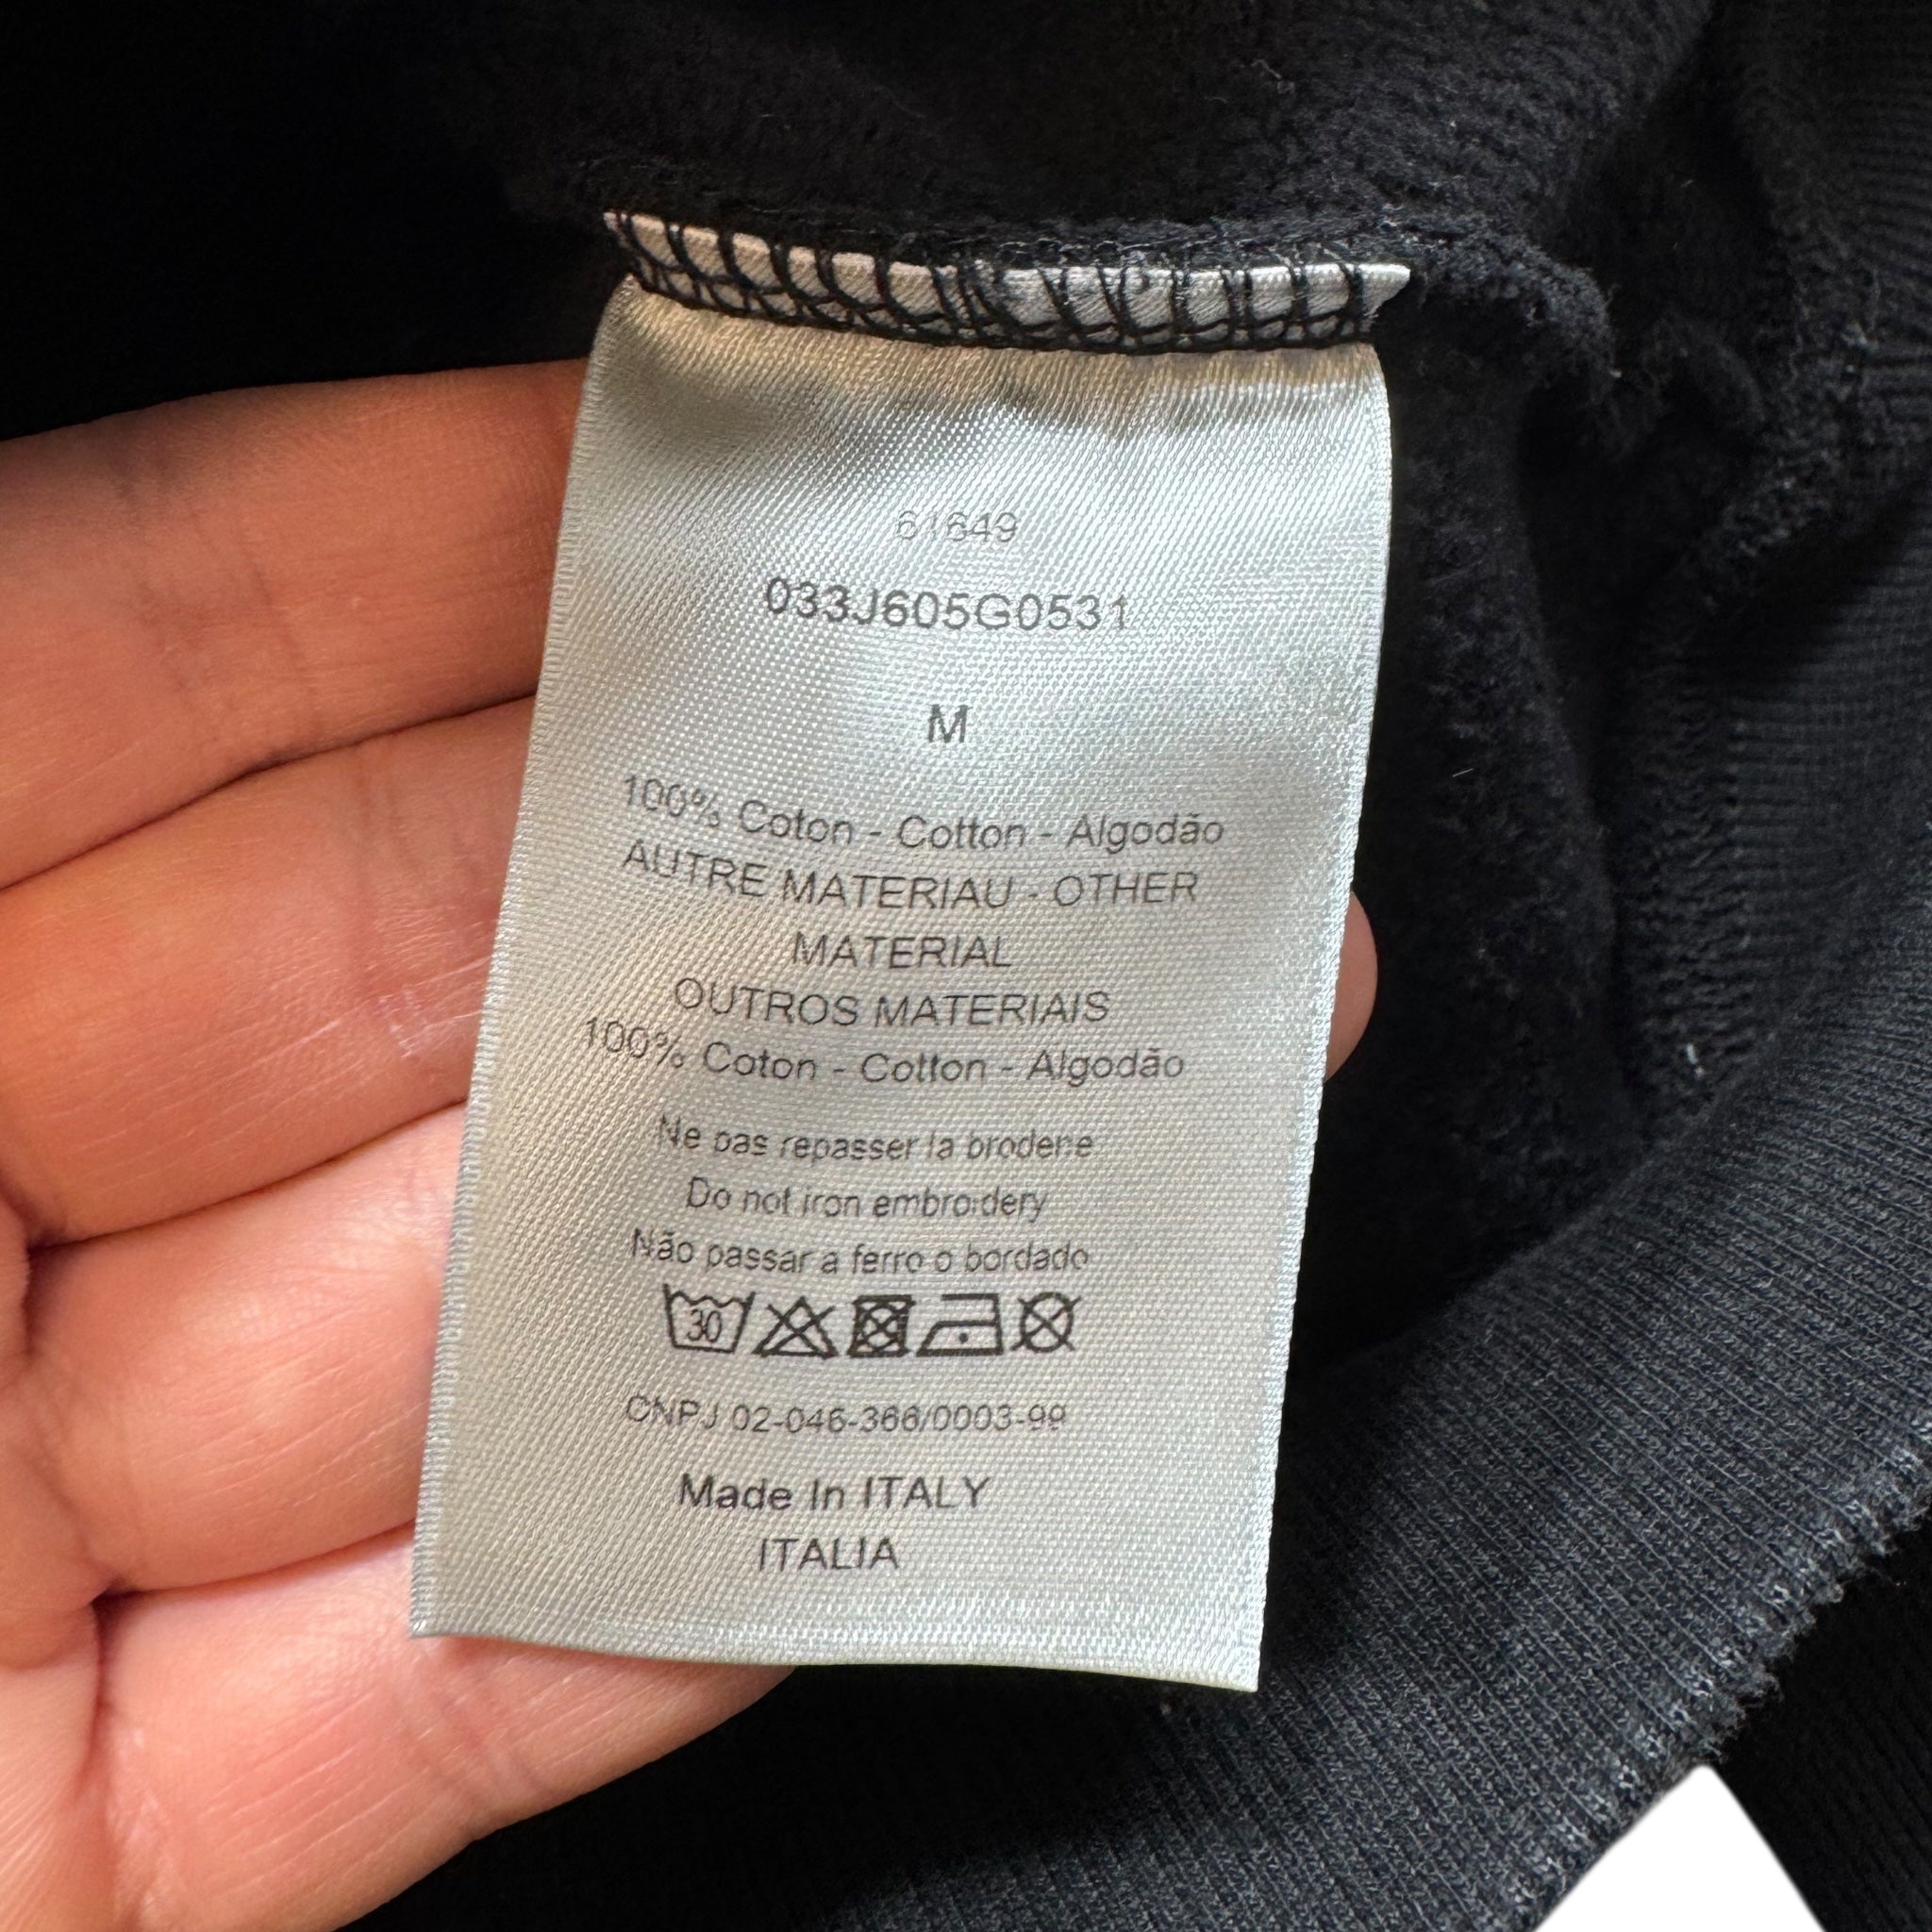 61649
033J605G0531
M
100% Coton - Cotton - Algodão
AUTRE MATERIAU - OTHER
MATERIAL
OUTROS MATERIAIS
100% Coton - Cotton - Algodão
Ne pas repasser la broderie
Do not iron embroidery
Não passar a ferro o bordado
30
CNPJ 02-046-366/0003-99
Made In ITALY
ITALIA